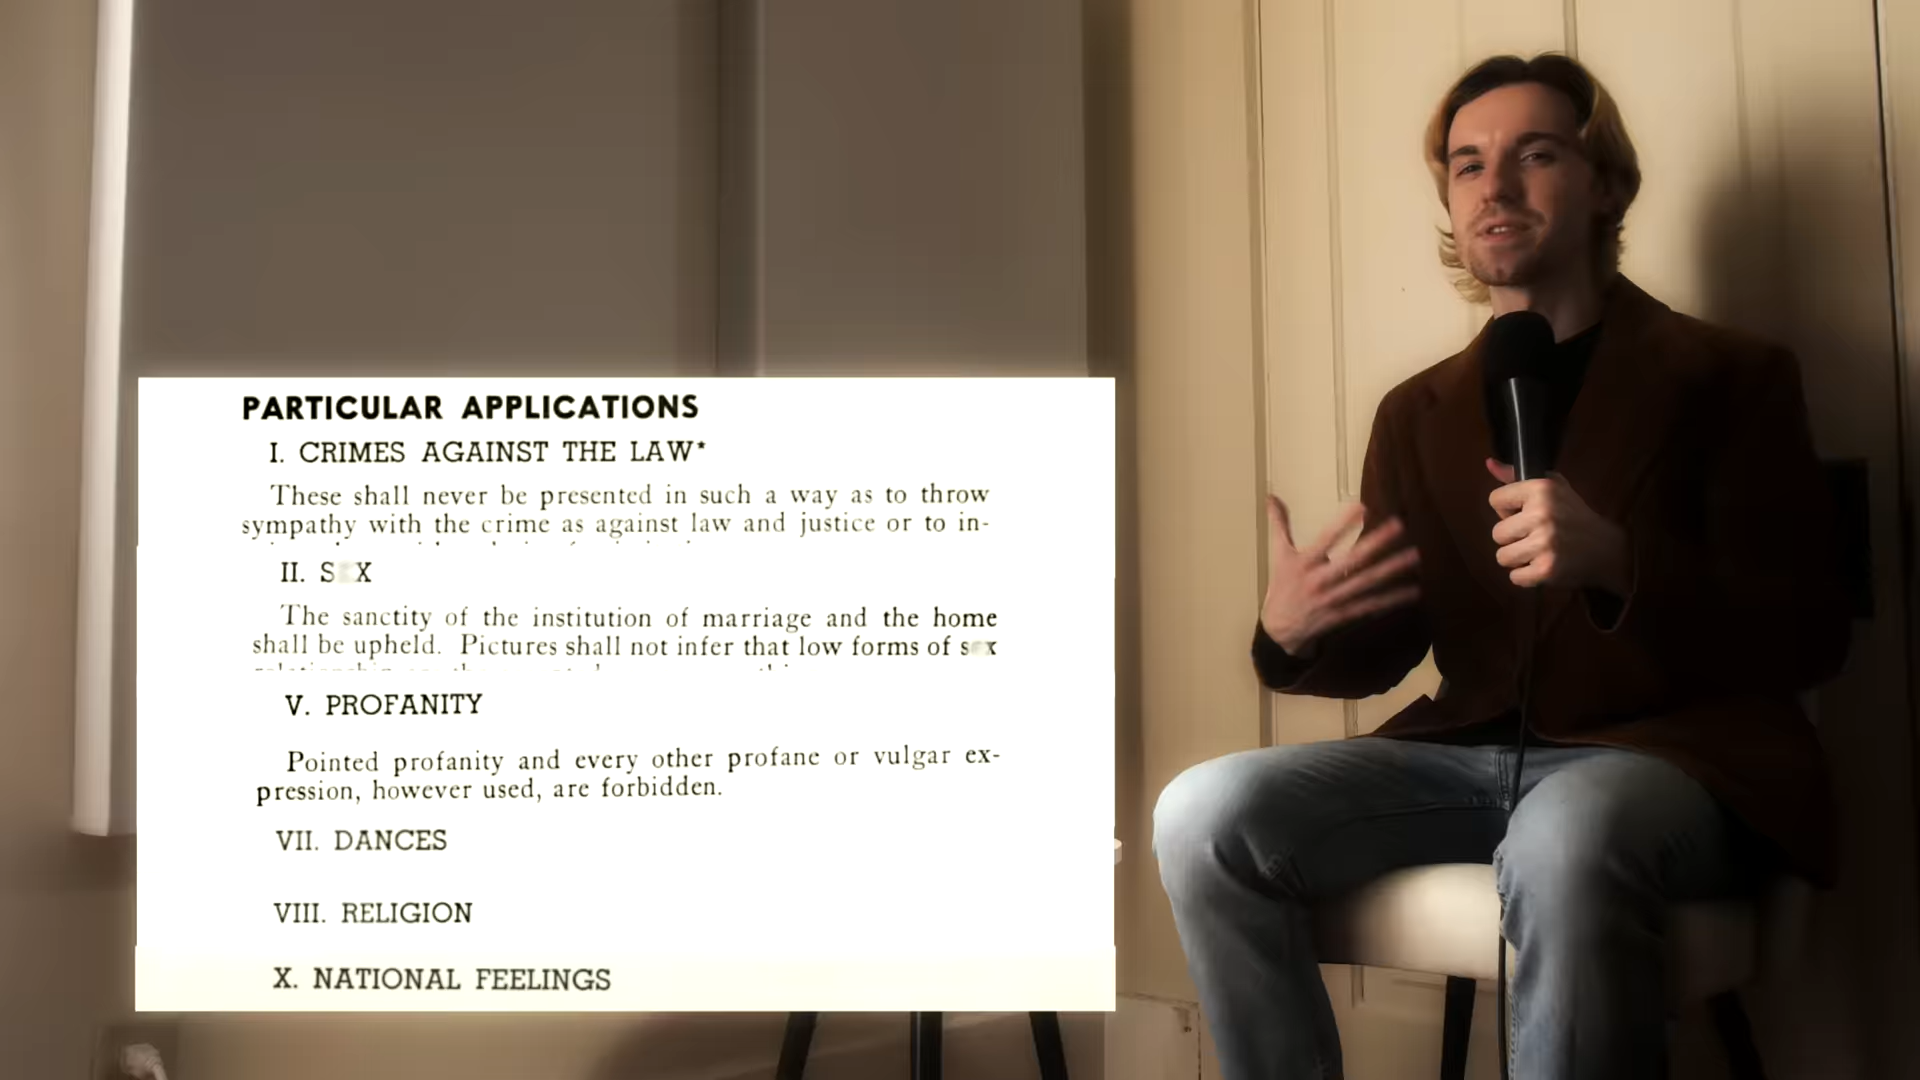 PARTICULAR APPLICATIONS
I. CRIMES AGAINST THE LAW*
These shall never be presented in such a way as to throw
sympathy with the crime as against law and justice or to in-
II. S X
The sanctity of the institution of marriage and the home
shall be upheld. Pictures shall not infer that low forms of s x
V. PROFANITY
Pointed profanity and every other profane or vulgar ex-
pression, however used, are forbidden.
VII. DANCES
VIII. RELIGION
X. NATIONAL FEELINGS